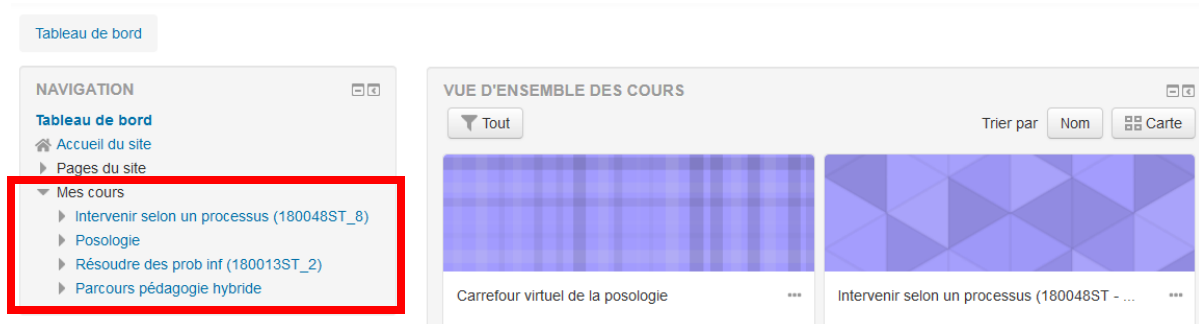 Tableau de bord
NAVIGATION
Tableau de bord
Accueil du site
Pages du site
Mes cours
Intervenir selon un processus (180048ST_8)
Posologie
Résoudre des prob inf (180013ST_2)
Parcours pédagogie hybride
VUE D'ENSEMBLE DES COURS
Tout
Trier par Nom Carte
Carrefour virtuel de la posologie
Intervenir selon un processus (180048ST - ...